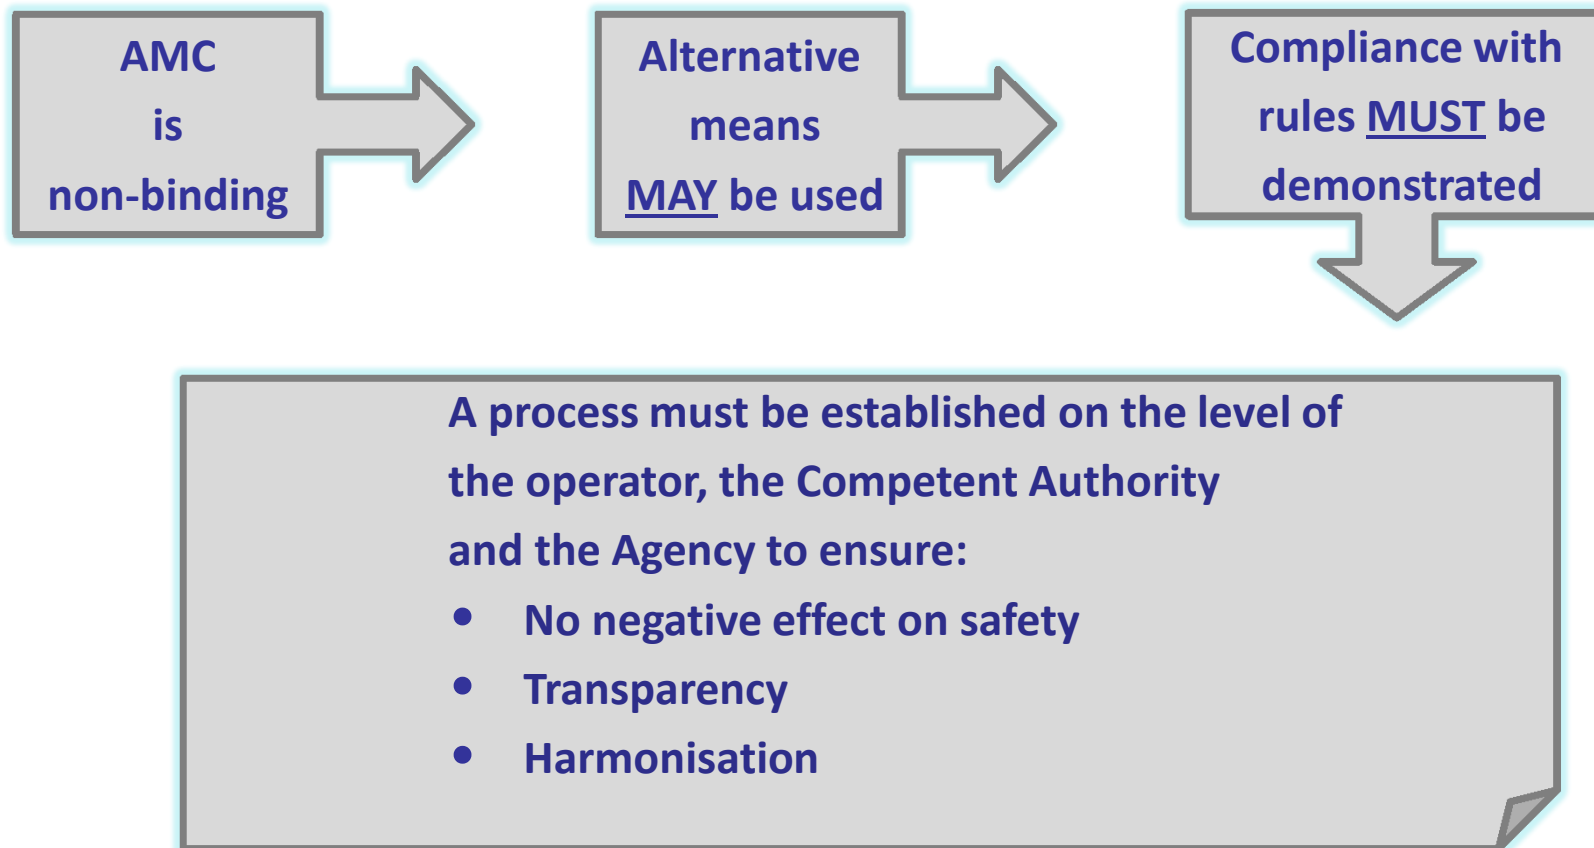 AMC
is
non-binding
Alternative
means
MAY be used
Compliance with
rules MUST be
demonstrated
A process must be established on the level of
the operator, the Competent Authority
and the Agency to ensure:
• No negative effect on safety
• Transparency
• Harmonisation